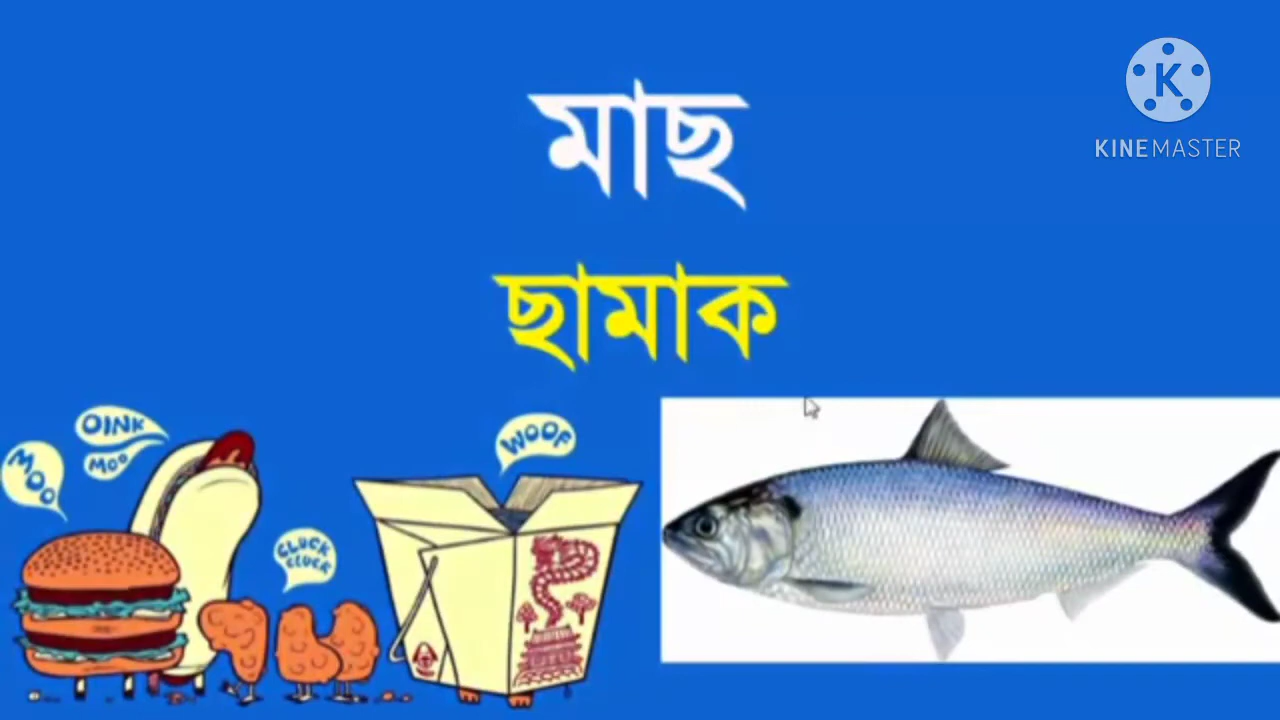 মাছ
ছামাক
K
KINEMASTER
OINK
MOO
MOO
WOOF
CLUCK
CLUCK